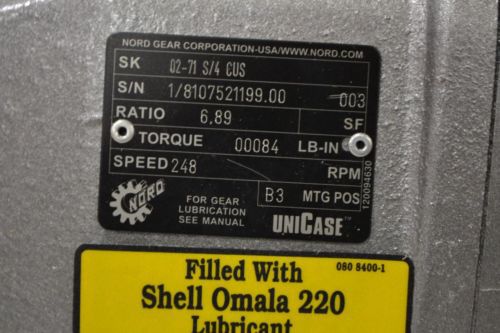 NORD GEAR CORPORATION-USA/WWW.NORD.COM
SK 02-71 S/4 CUS
S/N 1/8107521199.00 003
RATIO 6,89 SF
TORQUE 00084 LB-IN
SPEED 248 RPM
B3 MTG POS
NORD
FOR GEAR
LUBRICATION
SEE MANUAL
UNICASE™
120094630
080 8400-1
Filled With
Shell Omala 220
Lubricant